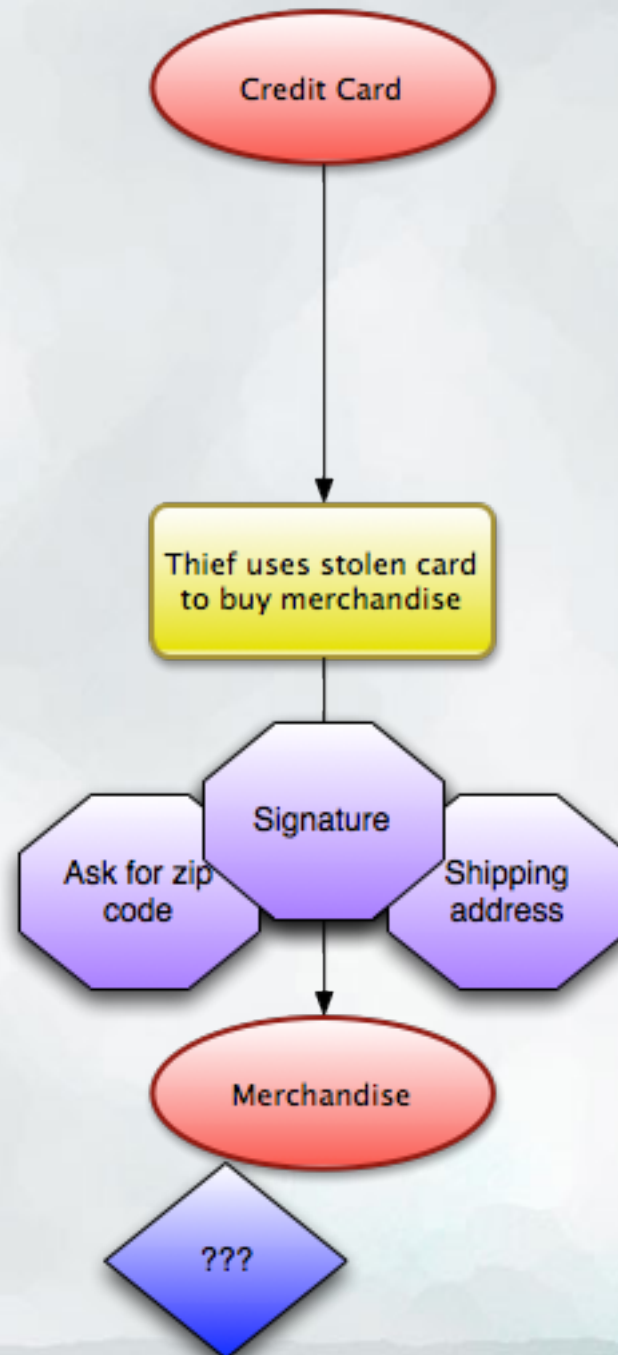 Credit Card
Thief uses stolen card
to buy merchandise
Signature
Ask for zip
code
Shipping
address
Merchandise
???